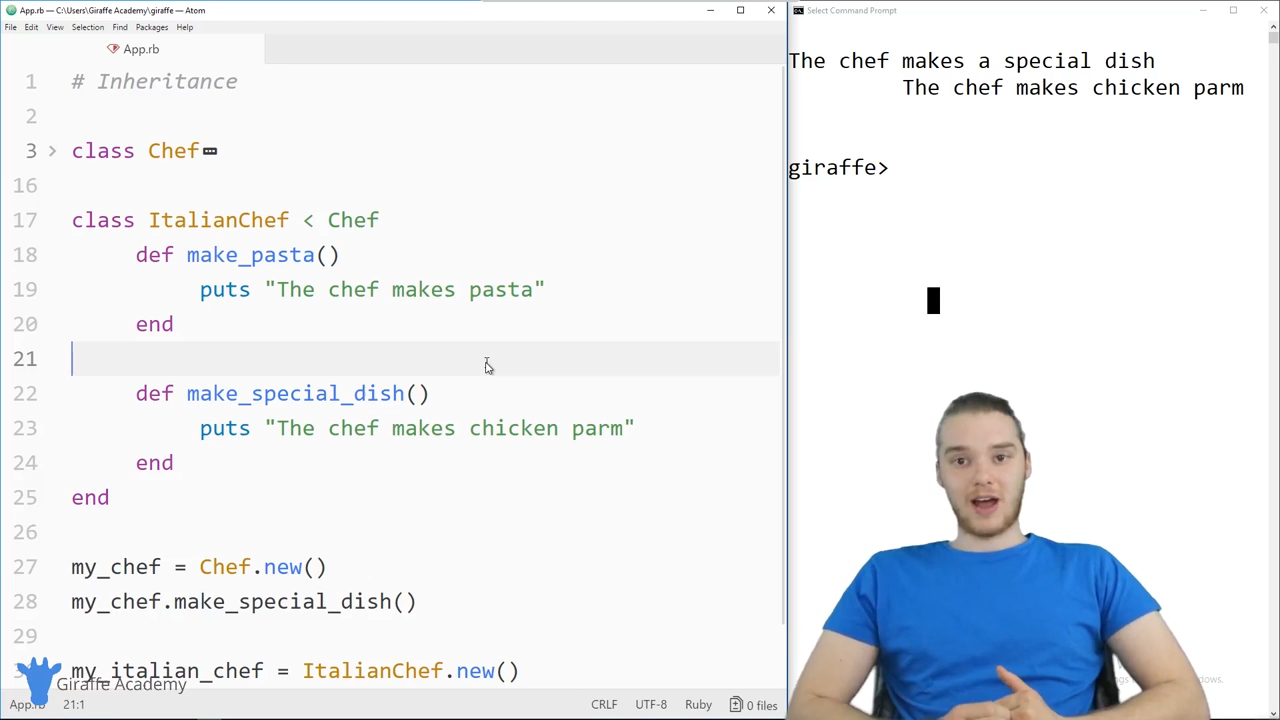 App.rb — C:\Users\Giraffe Academy\giraffe — Atom
File Edit View Selection Find Packages Help
App.rb
1 # Inheritance
2
3 class Chef
16
17 class ItalianChef < Chef
18 def make_pasta()
19 puts "The chef makes pasta"
20 end
21
22 def make_special_dish()
23 puts "The chef makes chicken parm"
24 end
25 end
26
27 my_chef = Chef.new()
28 my_chef.make_special_dish()
29
my_italian_chef = ItalianChef.new()
Giraffe Academy
App.rb 21:1 CRLF UTF-8 Ruby 0 files
Select Command Prompt
The chef makes a special dish
The chef makes chicken parm
giraffe>